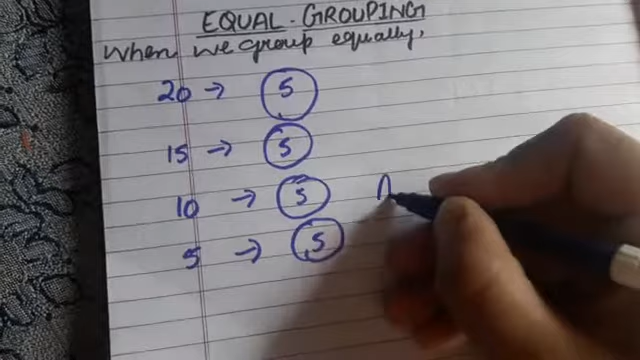 EQUAL-GROUPING
When we group equally,
20 → 5
15 → 5
10 → 5
5 → 5